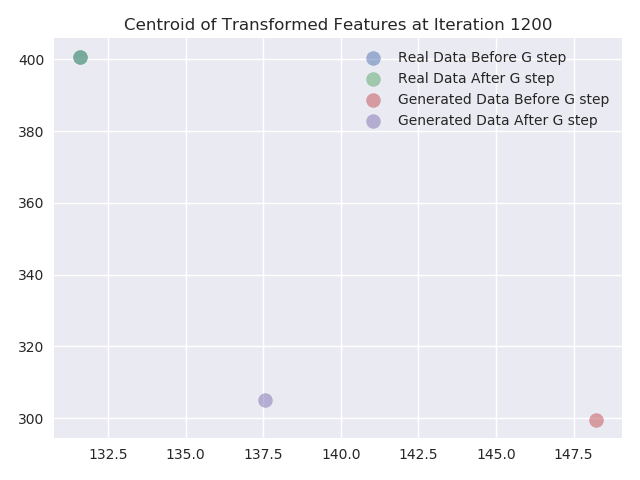 Centroid of Transformed Features at Iteration 1200
Real Data Before G step
Real Data After G step
Generated Data Before G step
Generated Data After G step
400
380
360
340
320
300
132.5 135.0 137.5 140.0 142.5 145.0 147.5